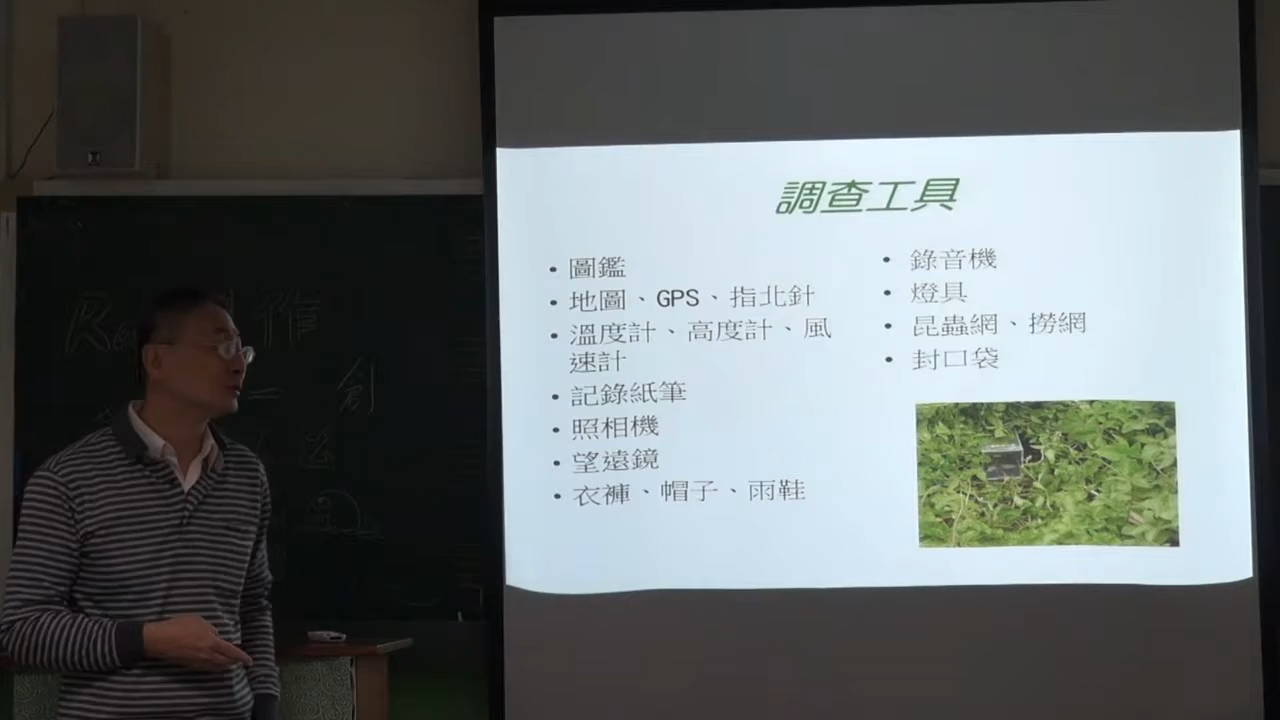 調查工具
• 圖鑑
• 地圖、GPS、指北針
• 溫度計、高度計、風
速計
• 記錄紙筆
• 照相機
• 望遠鏡
• 衣褲、帽子、雨鞋
• 錄音機
• 燈具
• 昆蟲網、撈網
• 封口袋
創